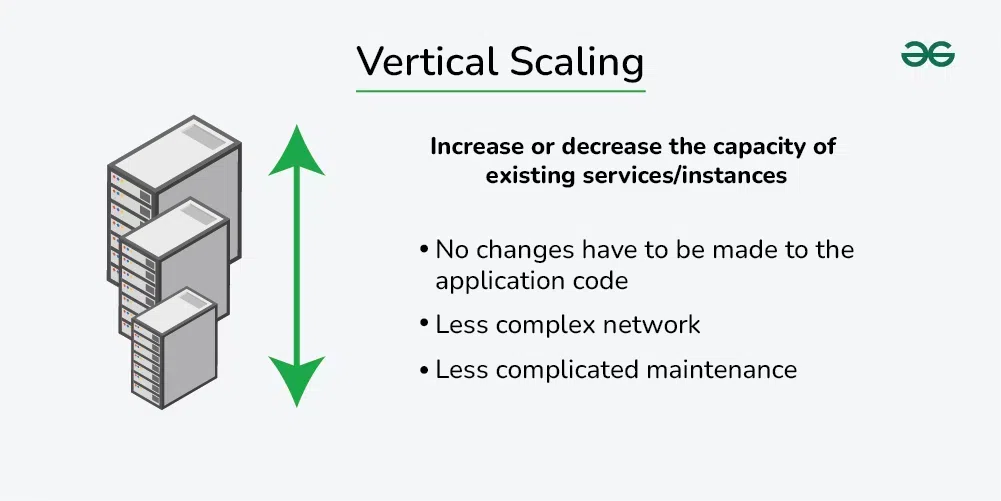 Vertical Scaling
Increase or decrease the capacity of
existing services/instances
• No changes have to be made to the
application code
• Less complex network
• Less complicated maintenance